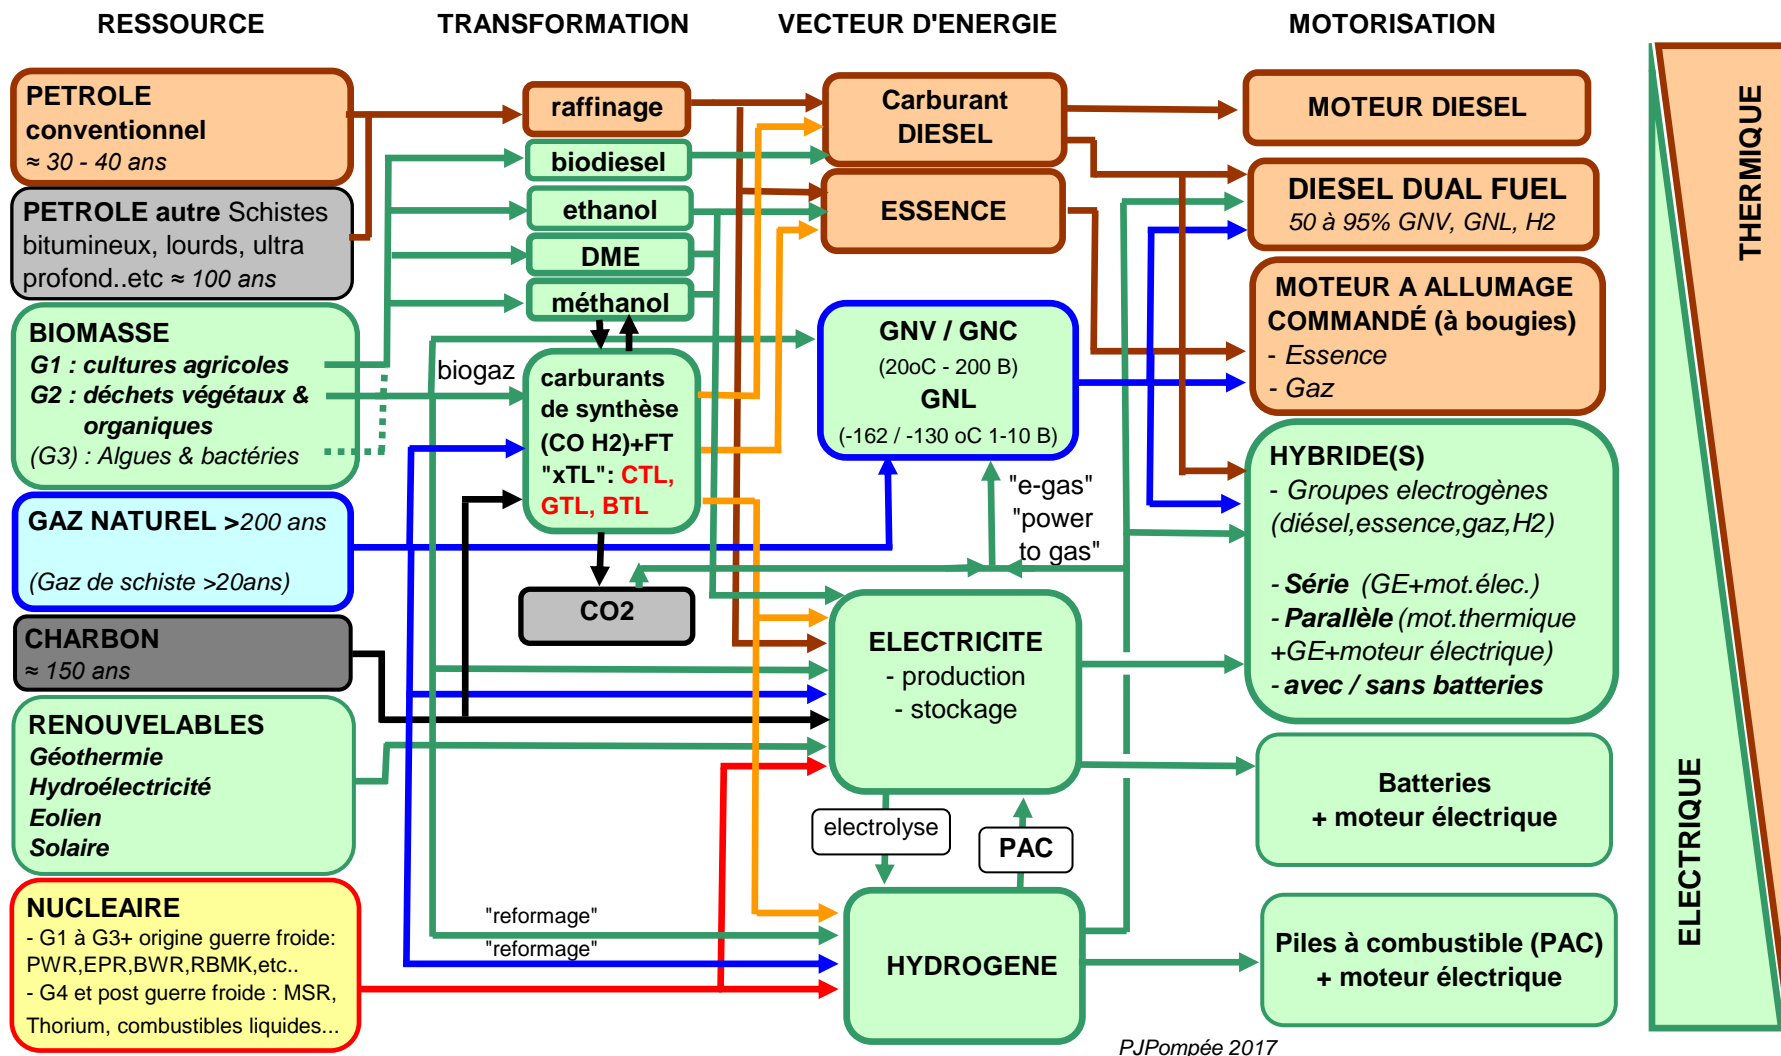 RESSOURCE
TRANSFORMATION
VECTEUR D'ENERGIE
MOTORISATION
PETROLE
conventionnel
≈ 30 - 40 ans
PETROLE autre Schistes
bitumineux, lourds, ultra
profond..etc ≈ 100 ans
BIOMASSE
G1 : cultures agricoles
G2 : déchets végétaux &
organiques
(G3) : Algues & bactéries
GAZ NATUREL >200 ans
(Gaz de schiste >20ans)
CHARBON
≈ 150 ans
RENOUVELABLES
Géothermie
Hydroélectricité
Eolien
Solaire
NUCLEAIRE
- G1 à G3+ origine guerre froide:
PWR,EPR,BWR,RBMK,etc..
- G4 et post guerre froide : MSR,
Thorium, combustibles liquides...
raffinage
biodiesel
ethanol
DME
méthanol
biogaz
carburants
de synthèse
(CO H2)+FT
"xTL": CTL,
GTL, BTL
CO2
"reformage"
"reformage"
Carburant
DIESEL
ESSENCE
GNV / GNC
(20oC - 200 B)
GNL
(-162 / -130 oC 1-10 B)
"e-gas"
"power
to gas"
ELECTRICITE
- production
- stockage
electrolyse
PAC
HYDROGENE
MOTEUR DIESEL
DIESEL DUAL FUEL
50 à 95% GNV, GNL, H2
MOTEUR A ALLUMAGE
COMMANDÉ (à bougies)
- Essence
- Gaz
HYBRIDE(S)
- Groupes electrogènes
(diésel,essence,gaz,H2)
- Série (GE+mot.élec.)
- Parallèle (mot.thermique
+GE+moteur électrique)
- avec / sans batteries
Batteries
+ moteur électrique
Piles à combustible (PAC)
+ moteur électrique
THERMIQUE
ELECTRIQUE
PJPompée 2017